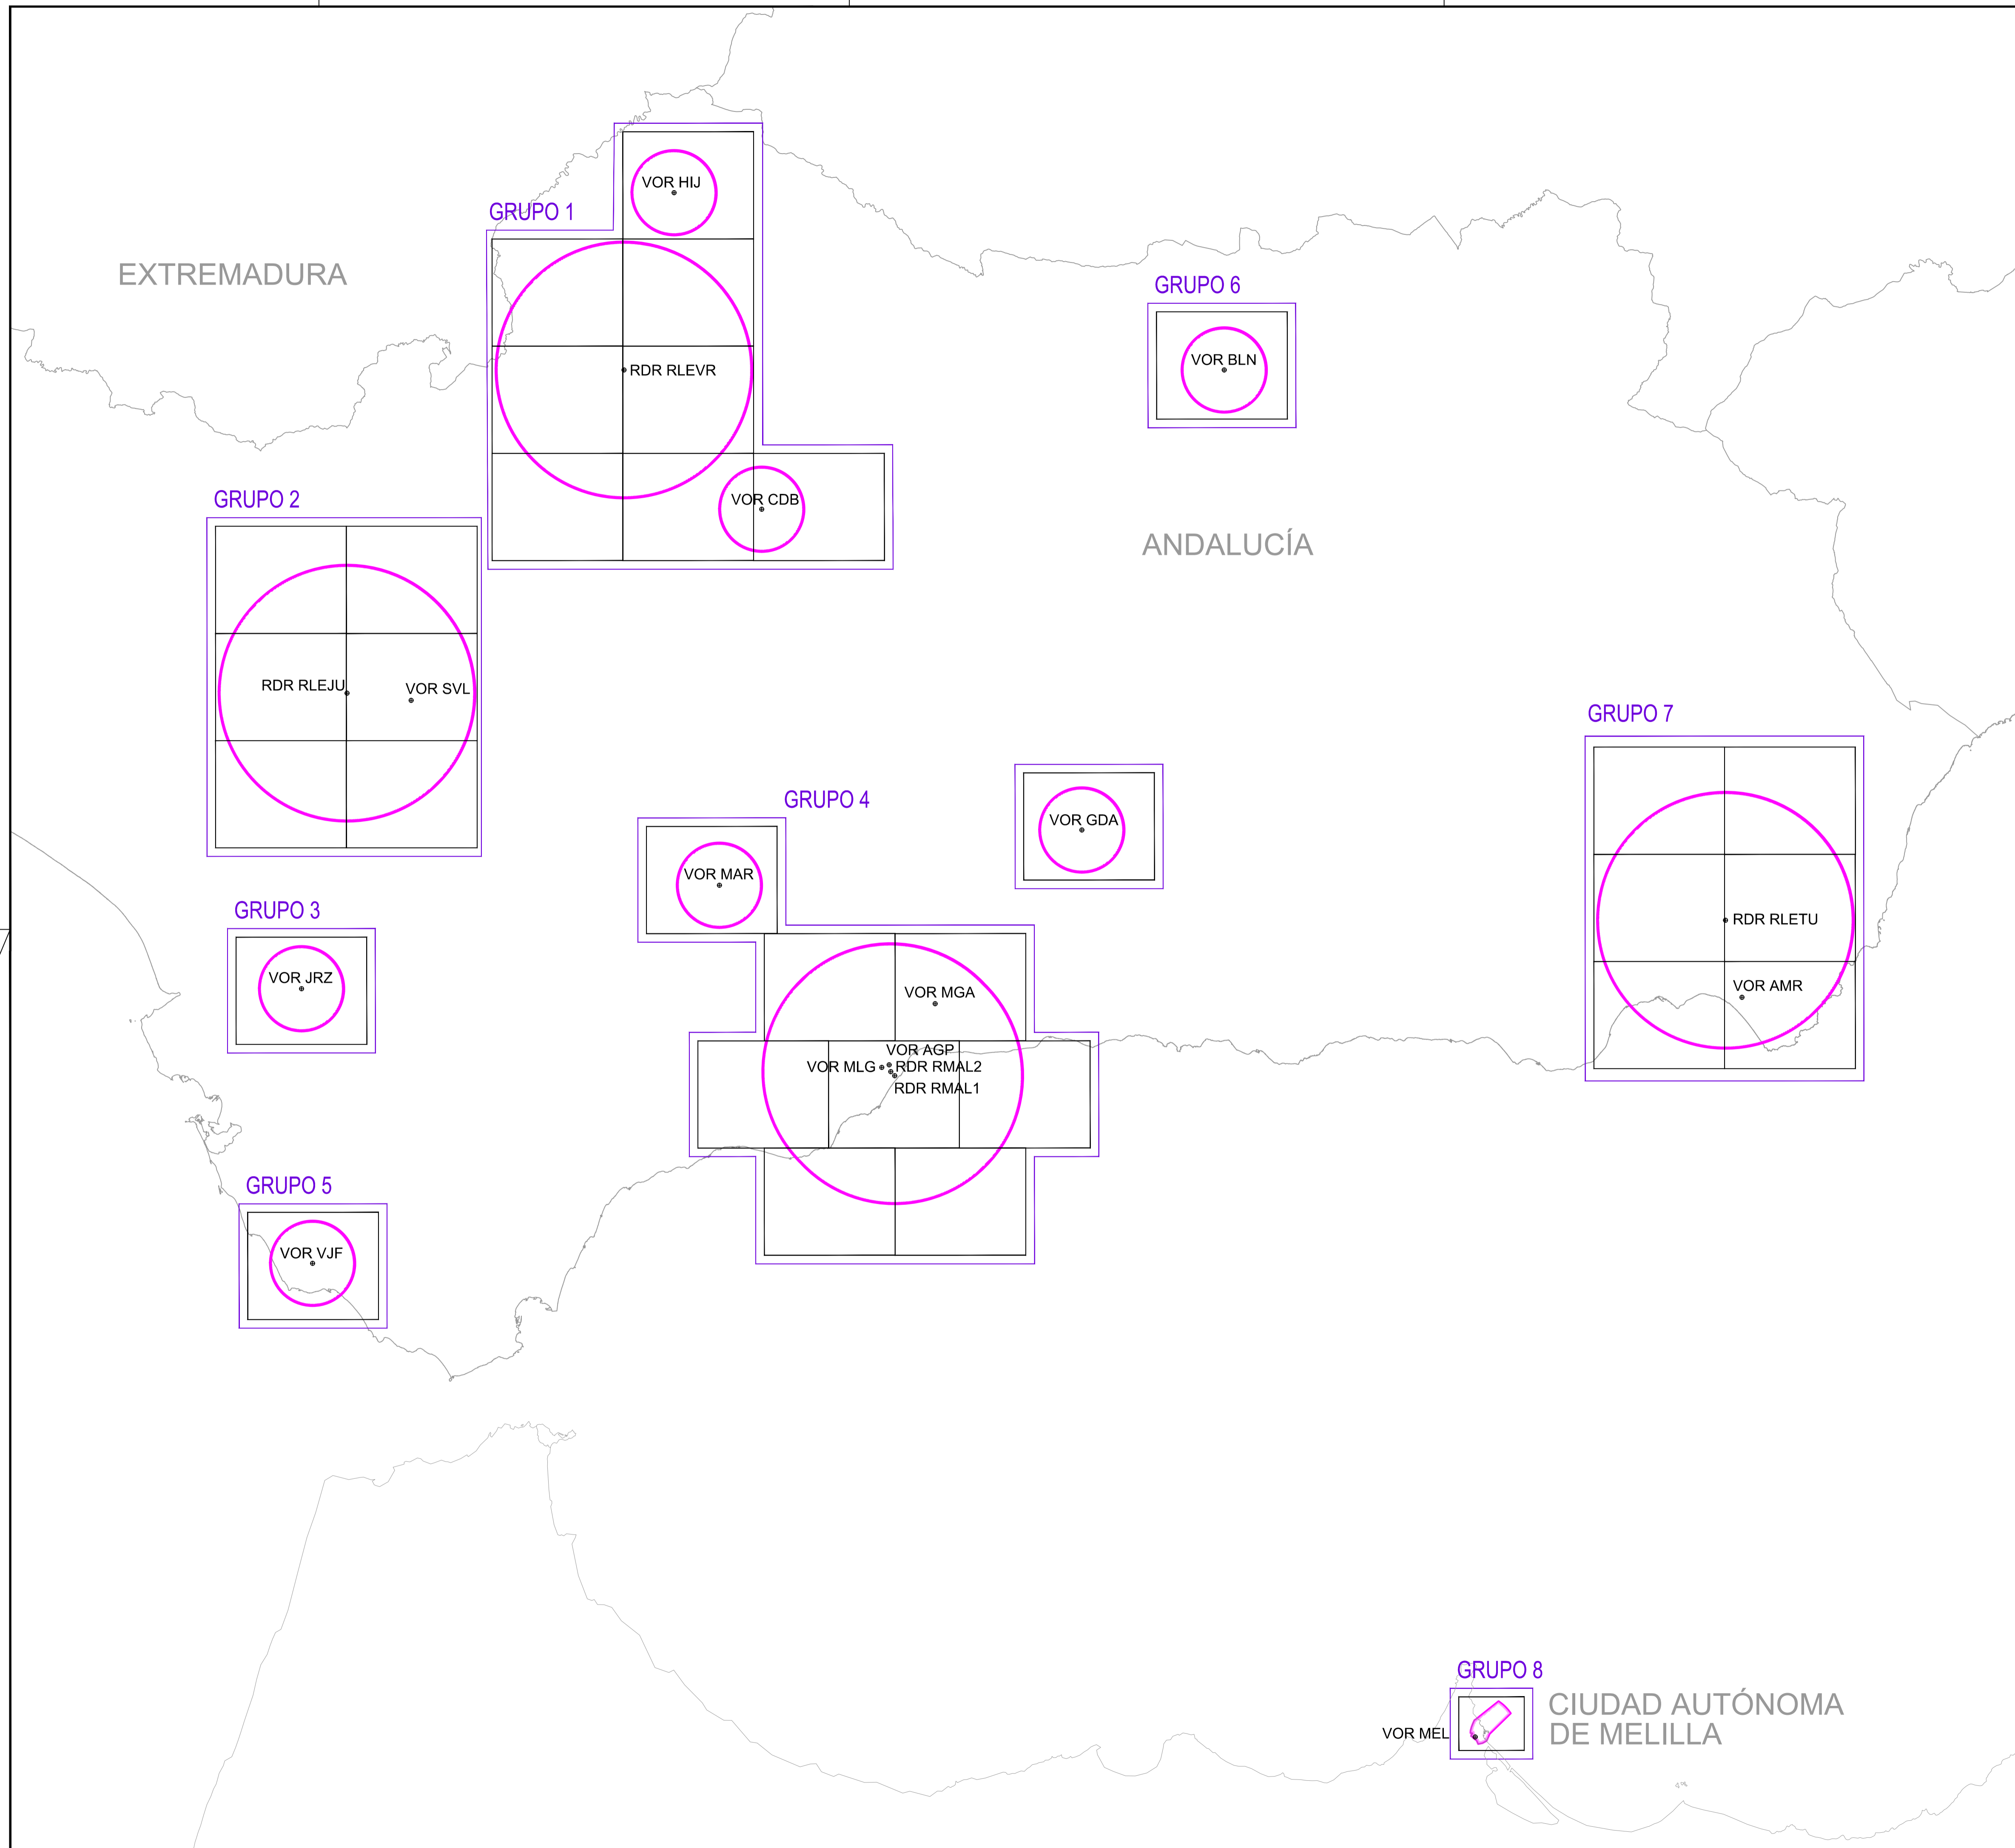 VOR HIJ
GRUPO 1
EXTREMADURA
GRUPO 6
VOR BLN
RDR RLEVR
GRUPO 2
VOR CDB
ANDALUCÍA
RDR RLEJU
VOR SVL
GRUPO 7
GRUPO 4
VOR GDA
VOR MAR
GRUPO 3
RDR RLETU
VOR JRZ
VOR MGA
VOR AMR
VOR AGP
VOR MLG
RDR RMAL2
RDR RMAL1
GRUPO 5
VOR VJF
GRUPO 8
CIUDAD AUTÓNOMA
DE MELILLA
VOR MEL